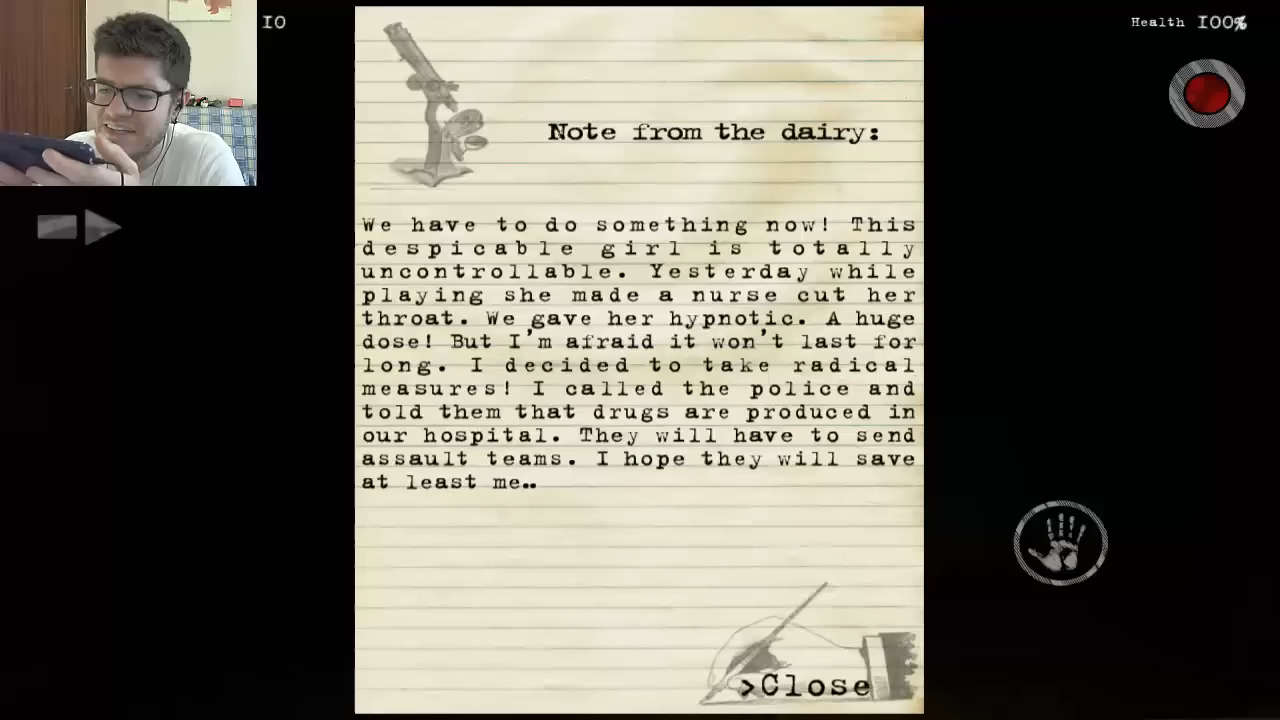 IO
Health IOO%
Note from the dairy:
We have to do something now! This
despicable girl is totally
uncontrollable. Yesterday while
playing she made a nurse cut her
throat. We gave her hypnotic. A huge
dose! But I'm afraid it won't last for
long. I decided to take radical
measures! I called the police and
told them that drugs are produced in
our hospital. They will have to send
assault teams. I hope they will save
at least me..
>Close